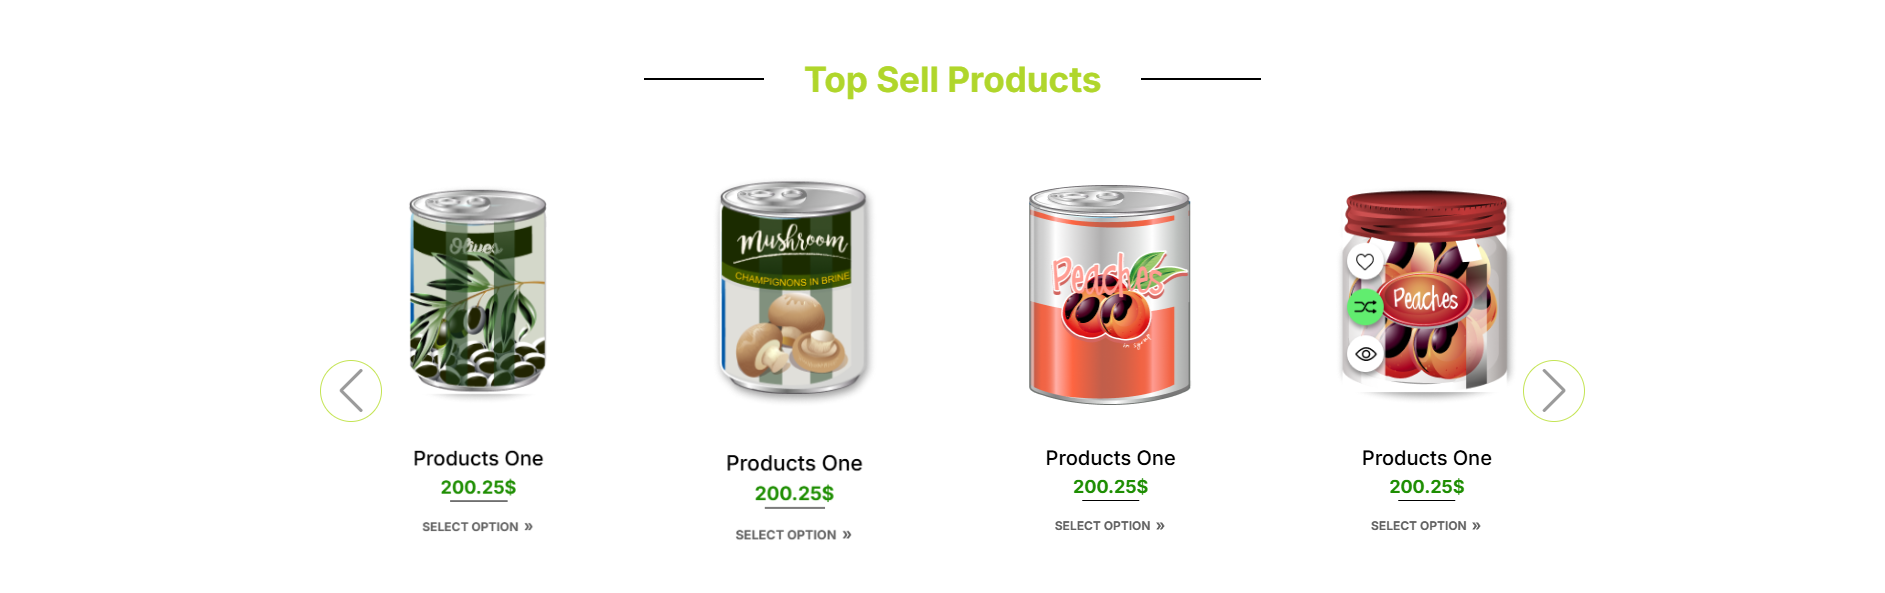 Top Sell Products
Olives
Mushroom
CHAMPIGNONS IN BRINE
Peaches
in syrup
Peaches
Products One
200.25$
SELECT OPTION »
Products One
200.25$
SELECT OPTION »
Products One
200.25$
SELECT OPTION »
Products One
200.25$
SELECT OPTION »